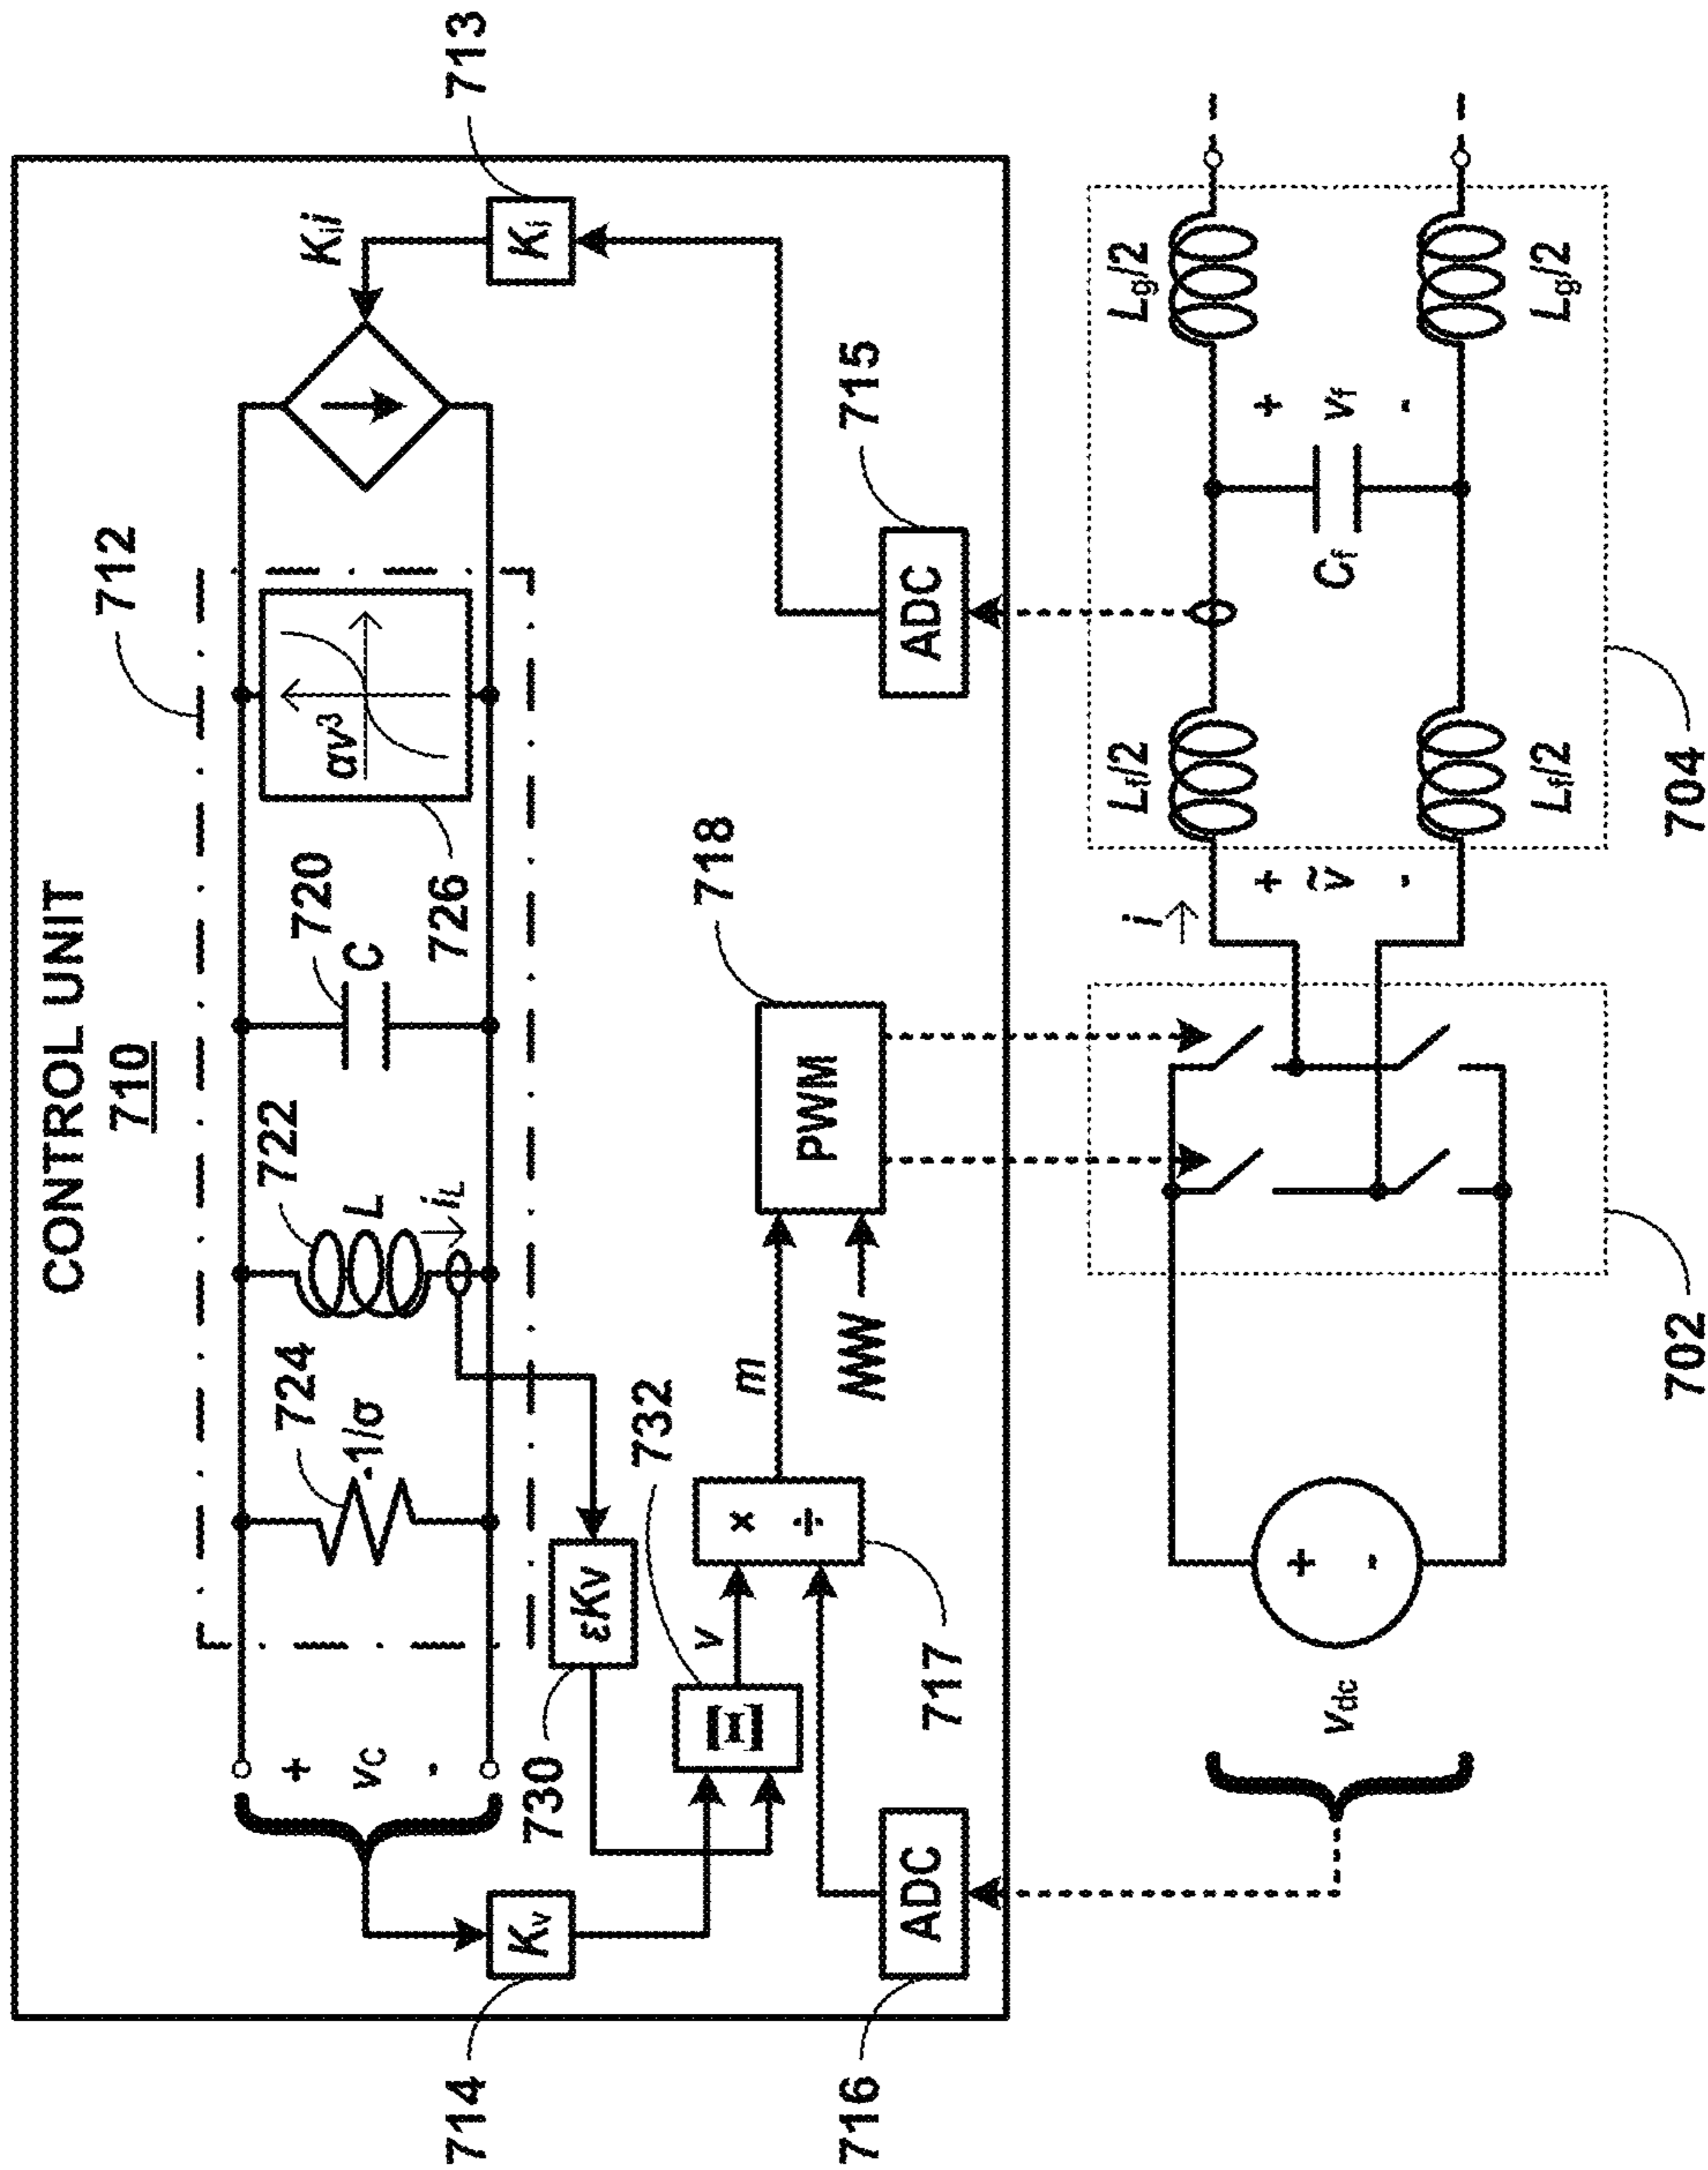 CONTROL UNIT
710
712
713
724
722
720
726
-1/σ
L
iL
C
αv³
Kᵢi
Kᵢ
+
vC
-
714
Kv
730
εKv
732
Ξ
v
×
÷
717
m
718
PWM
715
ADC
716
ADC
vdc
+
-
702
i
+
ṽ
-
Lf/2
Lf/2
Cf
+
vf
-
Lg/2
Lg/2
704